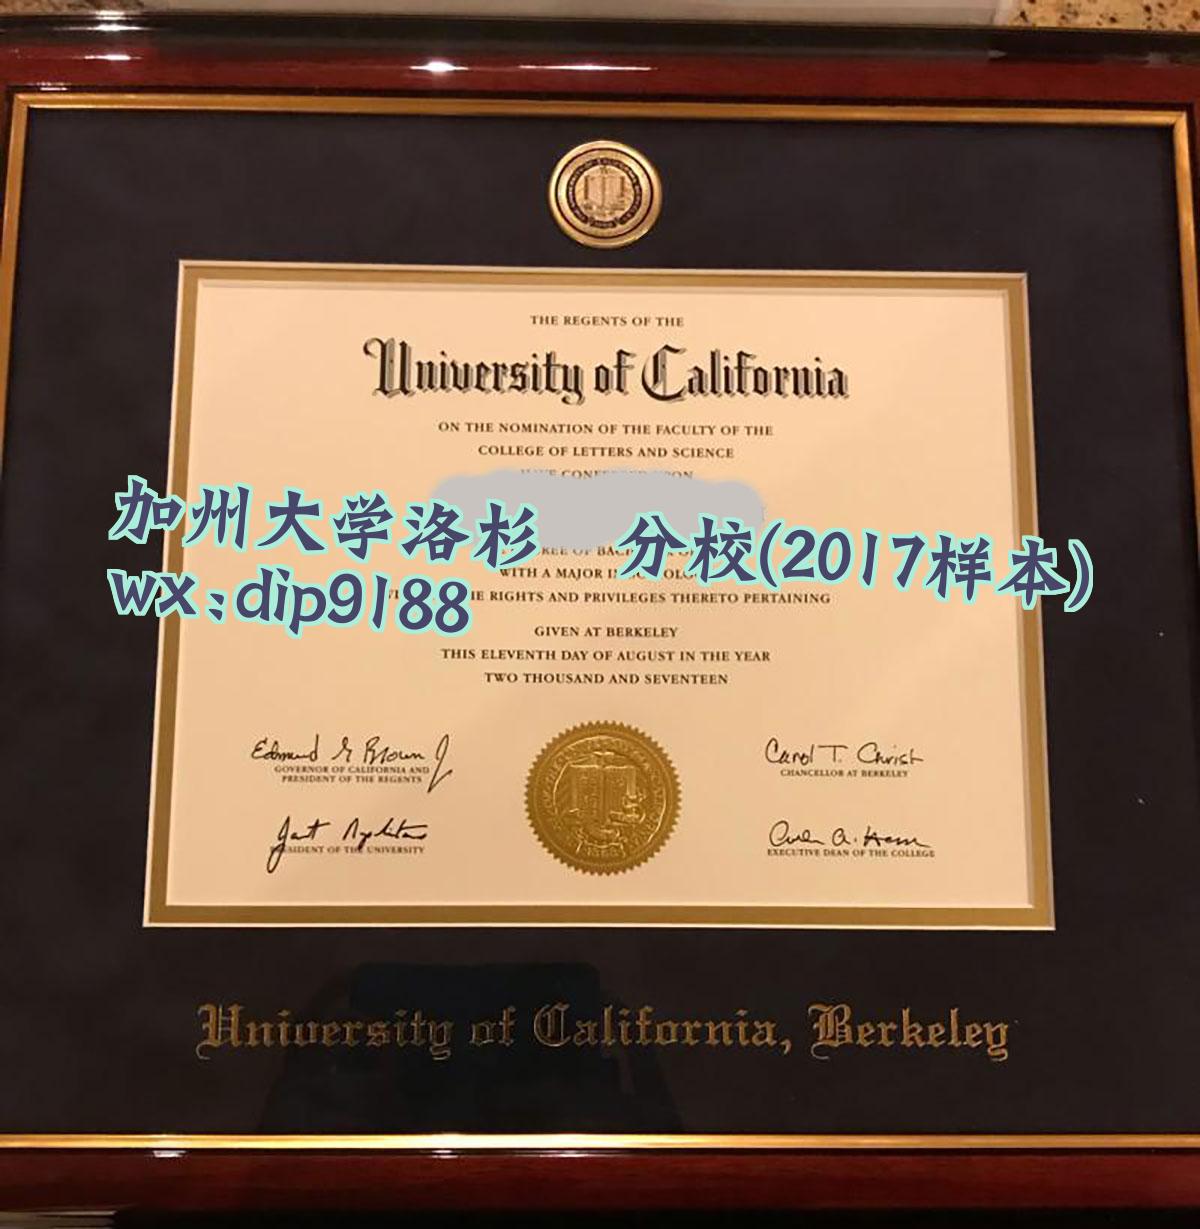 THE REGENTS OF THE
University of California
ON THE NOMINATION OF THE FACULTY OF THE
COLLEGE OF LETTERS AND SCIENCE
加州大学洛杉 分校(2017样本)
WITH A MAJOR
wx:dip9188
RIGHTS AND PRIVILEGES THERETO PERTAINING
GIVEN AT BERKELEY
THIS ELEVENTH DAY OF AUGUST IN THE YEAR
TWO THOUSAND AND SEVENTEEN
Edmund G Brown J
GOVERNOR OF CALIFORNIA AND
PRESIDENT OF THE REGENTS
Carol T. Christ
CHANCELLOR AT BERKELEY
OF THE UNIVERSITY
EXECUTIVE DEAN OF THE COLLEGE
University of California, Berkeley